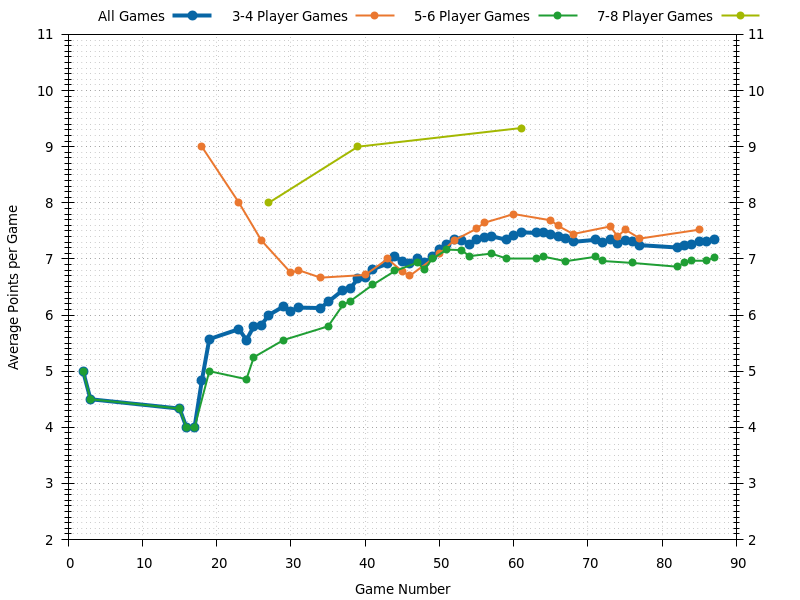 All Games 3-4 Player Games 5-6 Player Games 7-8 Player Games
11 11
10 10
9 9
8 8
7 7
6 6
5 5
4 4
3 3
2 2
0 10 20 30 40 50 60 70 80 90
Average Points per Game
Game Number